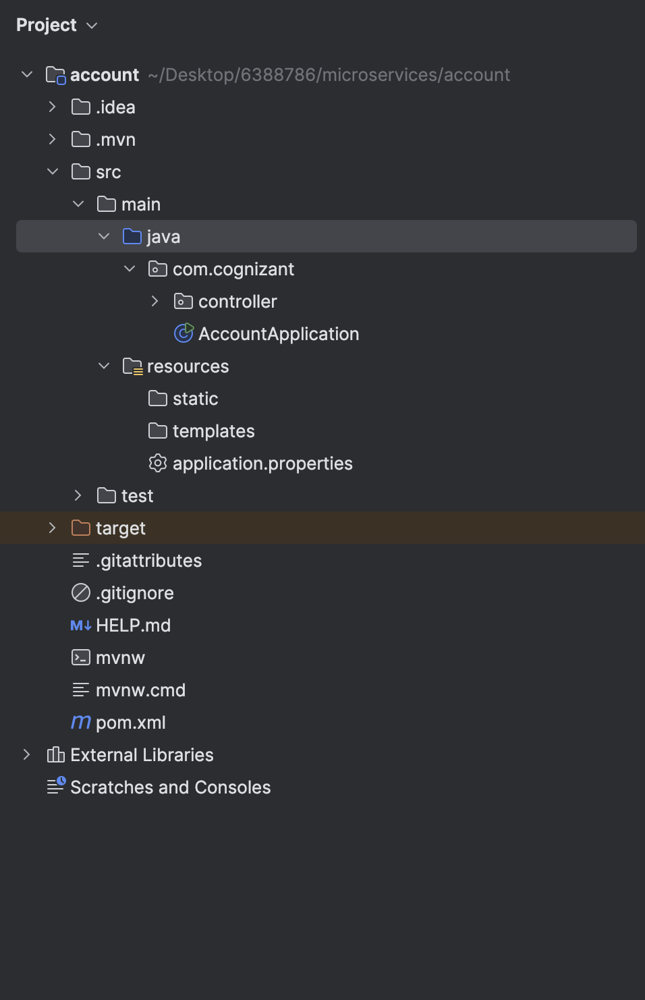 Project
account ~/Desktop/6388786/microservices/account
.idea
.mvn
src
main
java
com.cognizant
controller
AccountApplication
resources
static
templates
application.properties
test
target
.gitattributes
.gitignore
HELP.md
mvnw
mvnw.cmd
pom.xml
External Libraries
Scratches and Consoles